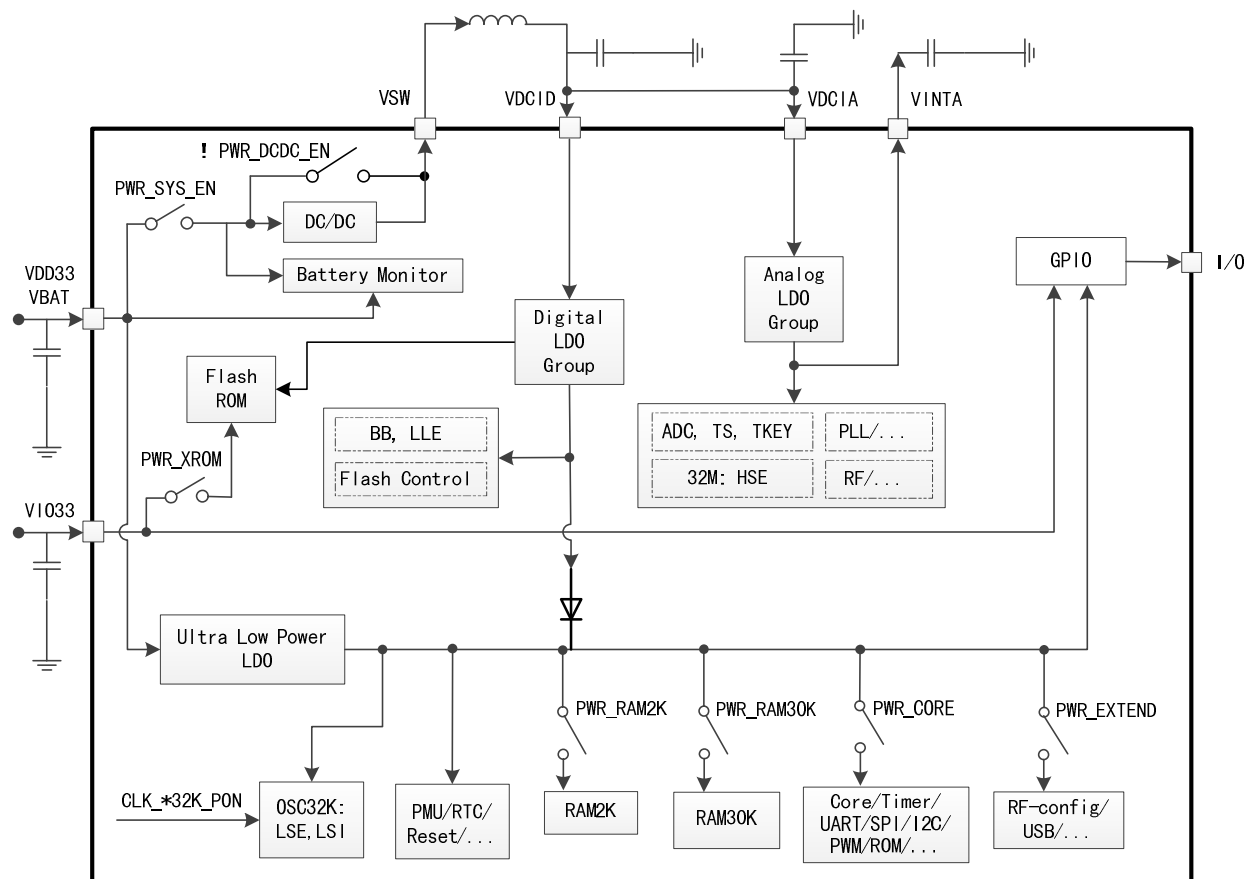 VSW
VDCID
VDCIA
VINTA
! PWR_DCDC_EN
PWR_SYS_EN
DC/DC
Battery Monitor
VDD33
VBAT
GPIO
I/O
Analog
LDO
Group
Digital
LDO
Group
Flash
ROM
BB, LLE
Flash Control
ADC, TS, TKEY
PLL/...
32M: HSE
RF/...
PWR_XROM
VIO33
Ultra Low Power
LDO
PWR_RAM2K
PWR_RAM30K
PWR_CORE
PWR_EXTEND
CLK_*32K_PON
OSC32K:
LSE, LSI
PMU/RTC/
Reset/...
RAM2K
RAM30K
Core/Timer/
UART/SPI/I2C/
PWM/ROM/...
RF-config/
USB/...